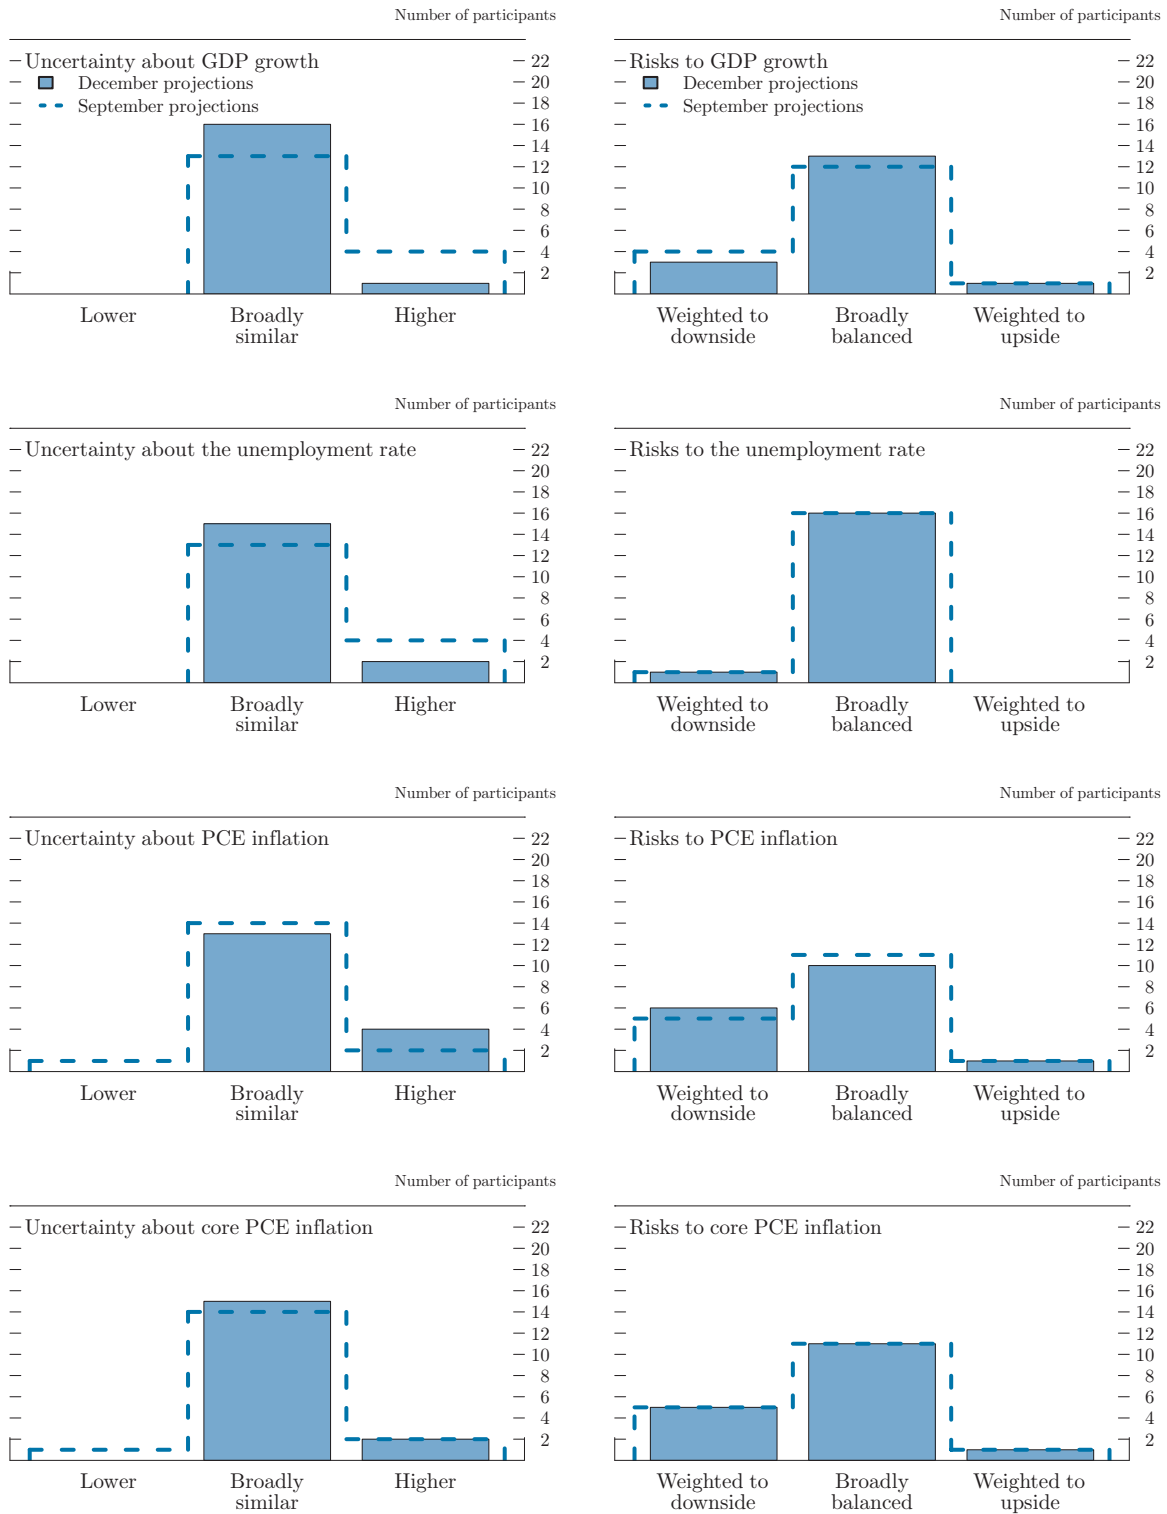 Number of participants
Uncertainty about GDP growth
December projections
September projections
22
20
18
16
14
12
10
8
6
4
2
Lower
Broadly
similar
Higher
Number of participants
Risks to GDP growth
December projections
September projections
22
20
18
16
14
12
10
8
6
4
2
Weighted to
downside
Broadly
balanced
Weighted to
upside
Number of participants
Uncertainty about the unemployment rate
22
20
18
16
14
12
10
8
6
4
2
Lower
Broadly
similar
Higher
Number of participants
Risks to the unemployment rate
22
20
18
16
14
12
10
8
6
4
2
Weighted to
downside
Broadly
balanced
Weighted to
upside
Number of participants
Uncertainty about PCE inflation
22
20
18
16
14
12
10
8
6
4
2
Lower
Broadly
similar
Higher
Number of participants
Risks to PCE inflation
22
20
18
16
14
12
10
8
6
4
2
Weighted to
downside
Broadly
balanced
Weighted to
upside
Number of participants
Uncertainty about core PCE inflation
22
20
18
16
14
12
10
8
6
4
2
Lower
Broadly
similar
Higher
Number of participants
Risks to core PCE inflation
22
20
18
16
14
12
10
8
6
4
2
Weighted to
downside
Broadly
balanced
Weighted to
upside